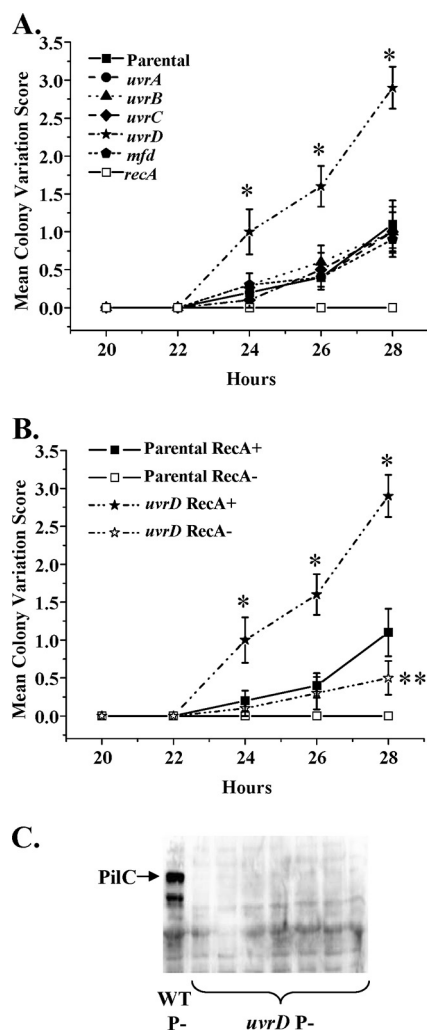 A.
Parental
uvrA
uvrB
uvrC
uvrD
mfd
recA
Mean Colony Variation Score
3.5
3.0
2.5
2.0
1.5
1.0
0.5
0.0
*
*
*
20 22 24 26 28
Hours
B.
Parental RecA+
Parental RecA-
uvrD RecA+
uvrD RecA-
Mean Colony Variation Score
3.5
3.0
2.5
2.0
1.5
1.0
0.5
0.0
*
*
*
**
20 22 24 26 28
Hours
C.
PilC
WT
P-
uvrD P-